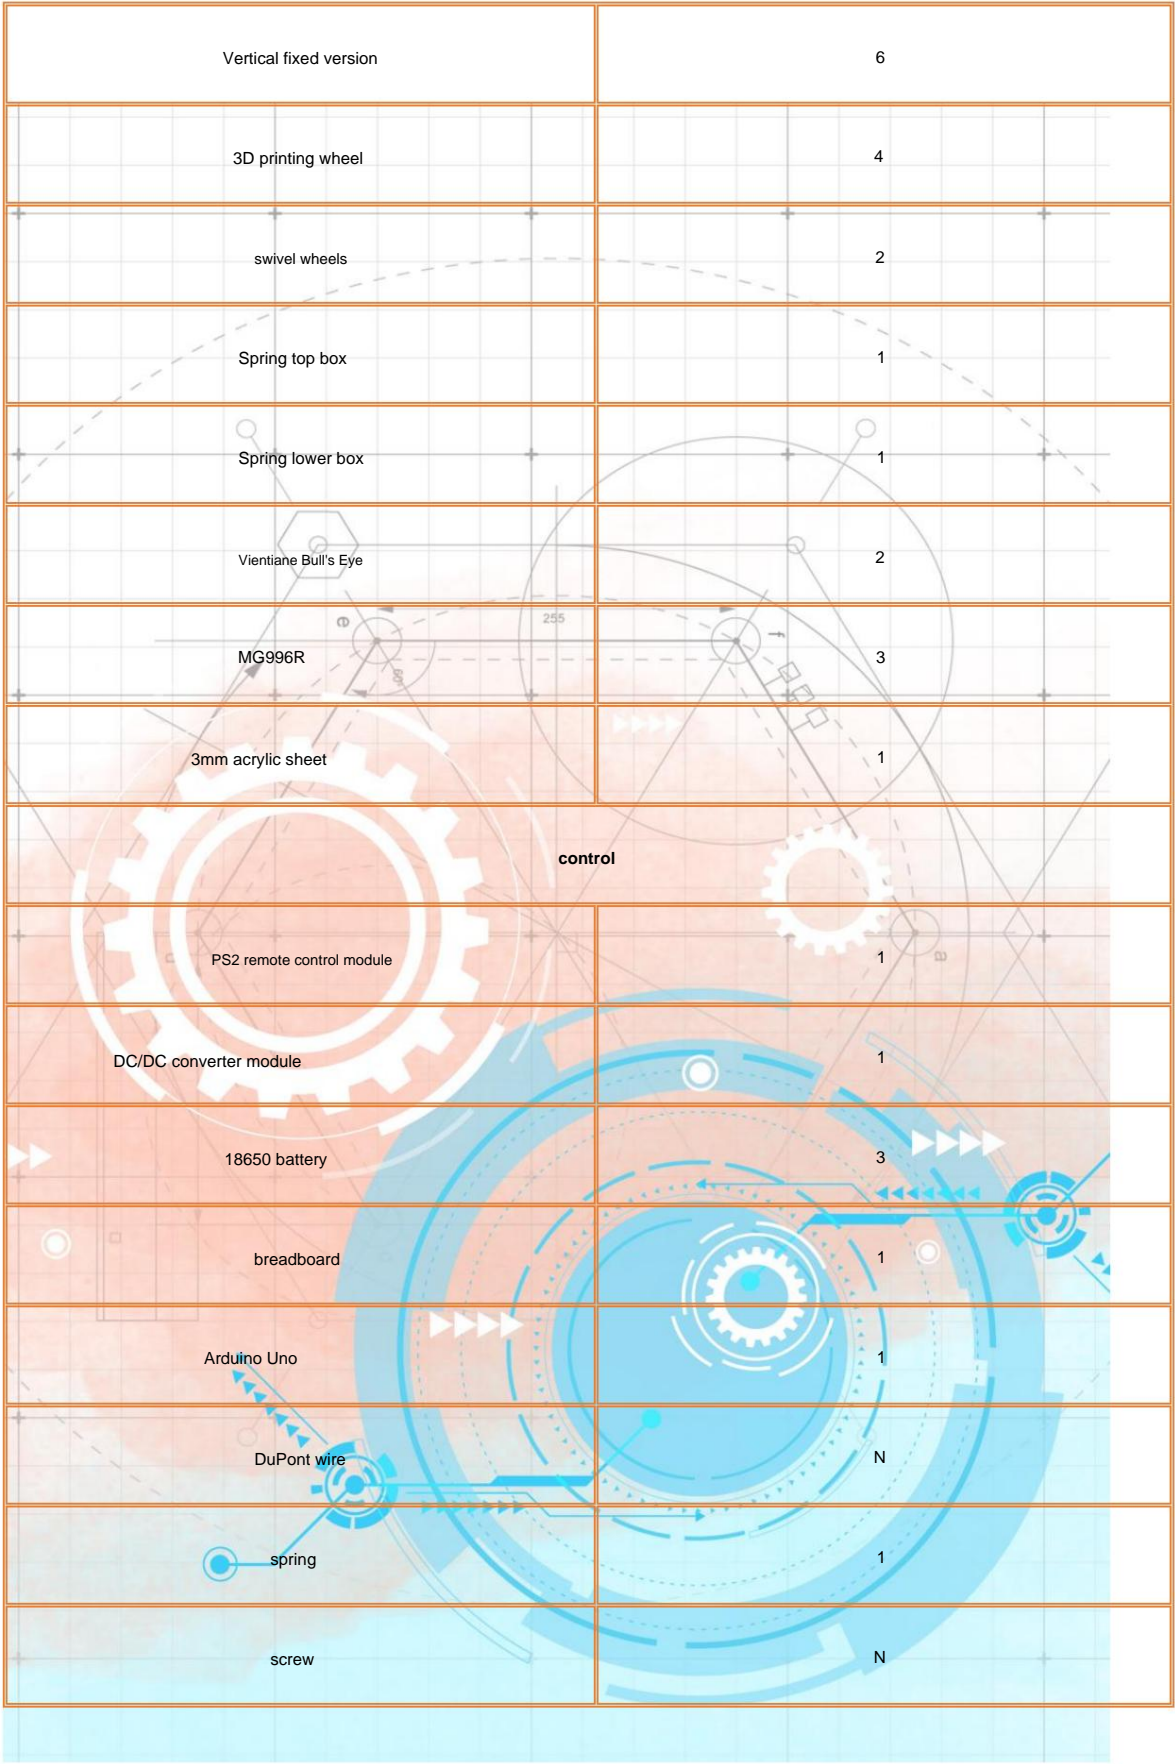 Vertical fixed version 6
3D printing wheel 4
swivel wheels 2
Spring top box 1
Spring lower box 1
Vientiane Bull's Eye 2
e 255 f
MG996R 3
60°
3mm acrylic sheet 1
control
PS2 remote control module 1
a
DC/DC converter module 1
18650 battery 3
breadboard 1
Arduino Uno 1
DuPont wire N
spring 1
screw N